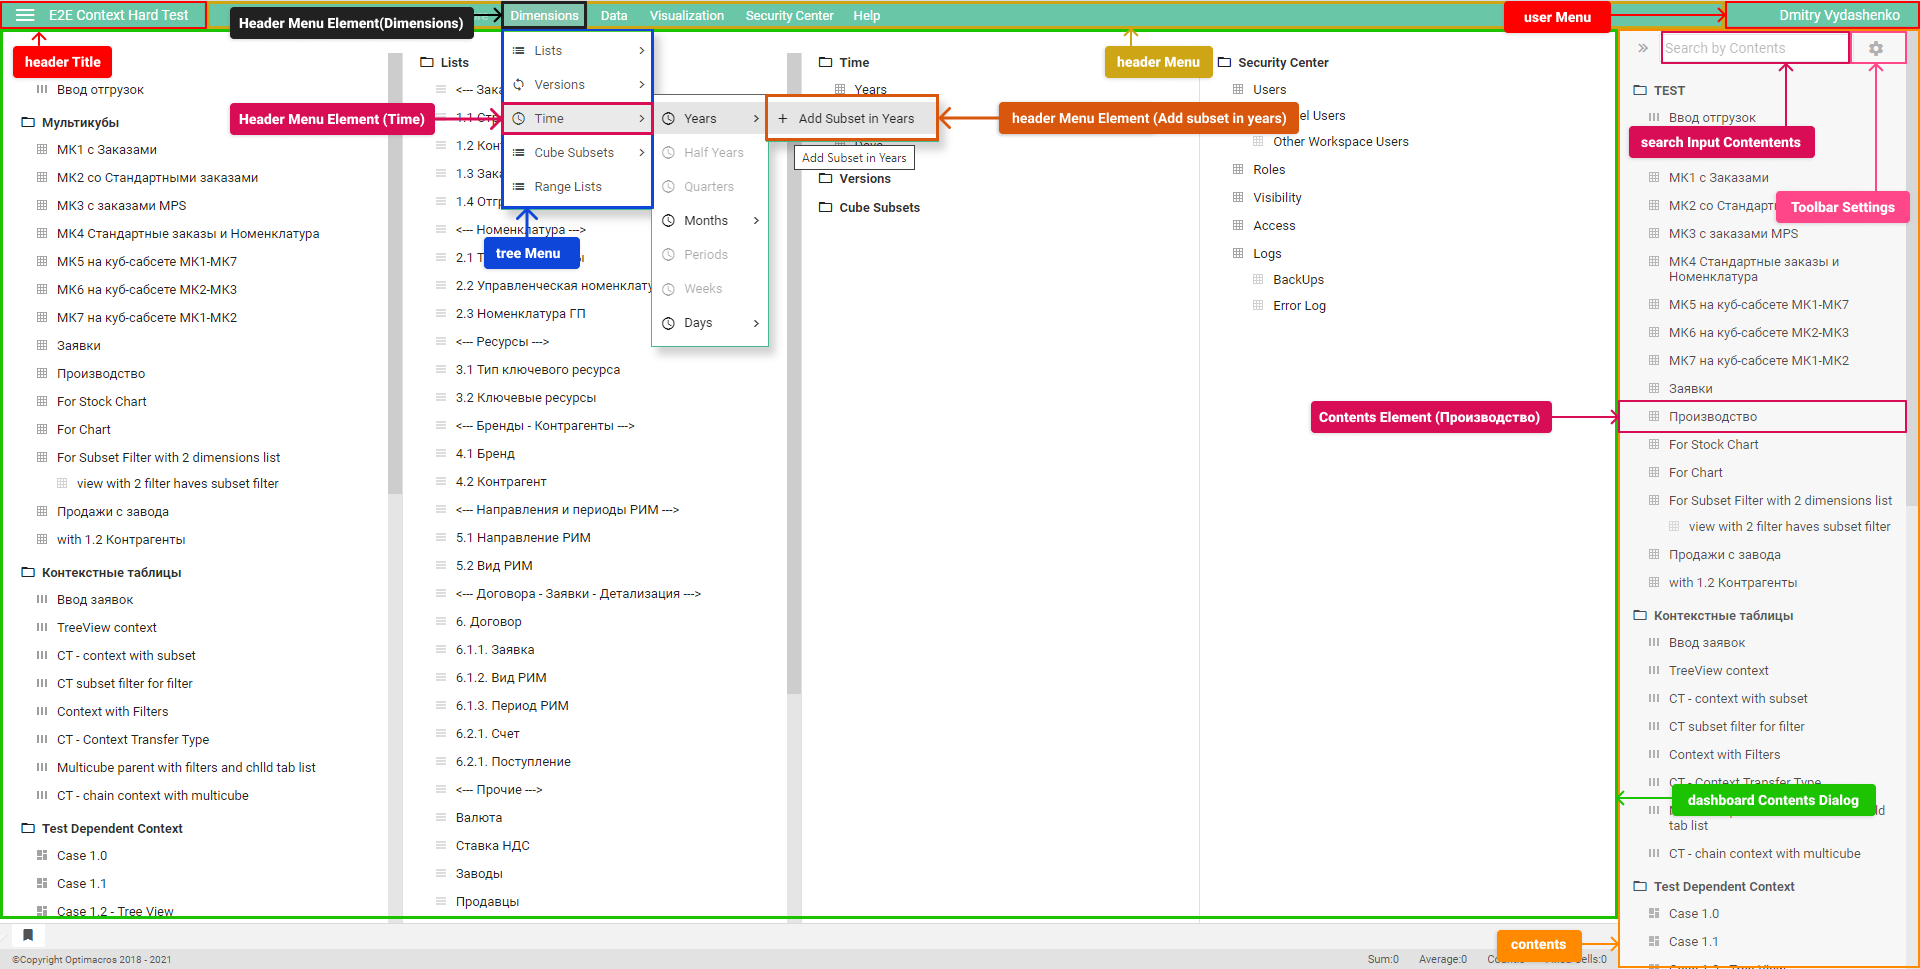 E2E Context Hard Test
Header Menu Element(Dimensions)
Dimensions
Data
Visualization
Security Center
Help
user Menu
Dmitry Vydashenko
header Title
Ввод отгрузок
Header Menu Element (Time)
Мультикубы
МК1 с Заказами
МК2 со Стандартными заказами
МК3 с заказами MPS
МК4 Стандартные заказы и Номенклатура
МК5 на куб-сабсете МК1-МК7
МК6 на куб-сабсете МК2-МК3
МК7 на куб-сабсете МК1-МК2
Заявки
Производство
For Stock Chart
For Chart
For Subset Filter with 2 dimensions list
view with 2 filter haves subset filter
Продажи с завода
with 1.2 Контрагенты
Контекстные таблицы
Ввод заявок
TreeView context
CT - context with subset
CT subset filter for filter
Context with Filters
CT - Context Transfer Type
Multicube parent with filters and chlld tab list
CT - chain context with multicube
Test Dependent Context
Case 1.0
Case 1.1
Case 1.2 - Tree View
Lists
<--- Зака
1.1 Стр
1.2 Кон
1.3 Зака
1.4 Отг
<--- Номенклатура --->
2.1 Т
2.2 Управленческая номенклату
2.3 Номенклатура ГП
<--- Ресурсы --->
3.1 Тип ключевого ресурса
3.2 Ключевые ресурсы
<--- Бренды - Контрагенты --->
4.1 Бренд
4.2 Контрагент
<--- Направления и периоды РИМ --->
5.1 Направление РИМ
5.2 Вид РИМ
<--- Договора - Заявки - Детализация --->
6. Договор
6.1.1. Заявка
6.1.2. Вид РИМ
6.1.3. Период РИМ
6.2.1. Счет
6.2.1. Поступление
<--- Прочие --->
Валюта
Ставка НДС
Заводы
Продавцы
Lists
Versions
Time
Cube Subsets
Range Lists
tree Menu
Years
Half Years
Quarters
Months
Periods
Weeks
Days
+ Add Subset in Years
Add Subset in Years
header Menu Element (Add subset in years)
Time
Years
Days
Versions
Cube Subsets
header Menu
Security Center
Users
el Users
Other Workspace Users
Roles
Visibility
Access
Logs
BackUps
Error Log
Contents Element (Производство)
Search by Contents
TEST
Ввод отгрузок
search Input Contentents
МК1 с Заказами
МК2 со Стандарт
Toolbar Settings
МК3 с заказами MPS
МК4 Стандартные заказы и
Номенклатура
МК5 на куб-сабсете МК1-МК7
МК6 на куб-сабсете МК2-МК3
МК7 на куб-сабсете МК1-МК2
Заявки
Производство
For Stock Chart
For Chart
For Subset Filter with 2 dimensions list
view with 2 filter haves subset filter
Продажи с завода
with 1.2 Контрагенты
Контекстные таблицы
Ввод заявок
TreeView context
CT - context with subset
CT subset filter for filter
Context with Filters
CT - Context Transfer Type
dashboard Contents Dialog
ld
tab list
CT - chain context with multicube
Test Dependent Context
Case 1.0
Case 1.1
contents
©Copyright Optimacros 2018 - 2021
Sum:0
Average:0